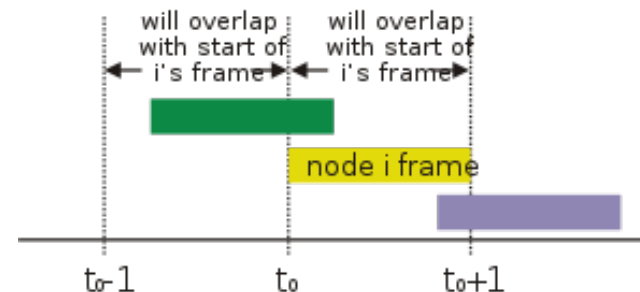 will overlap will overlap
with start of with start of
i's frame i's frame
node i frame
t₀-1 t₀ t₀+1